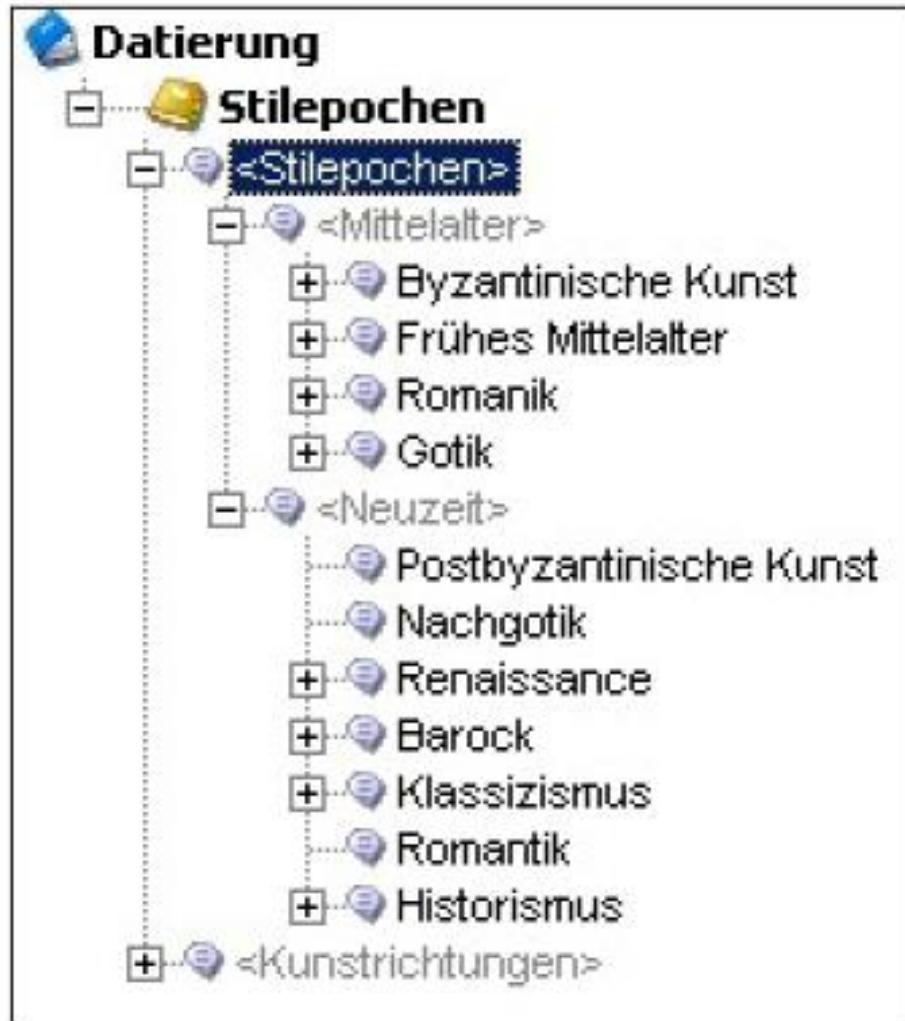 Datierung
Stilepochen
<Stilepochen>
<Mittelalter>
Byzantinische Kunst
Frühes Mittelalter
Romanik
Gotik
<Neuzeit>
Postbyzantinische Kunst
Nachgotik
Renaissance
Barock
Klassizismus
Romantik
Historismus
<Kunstrichtungen>